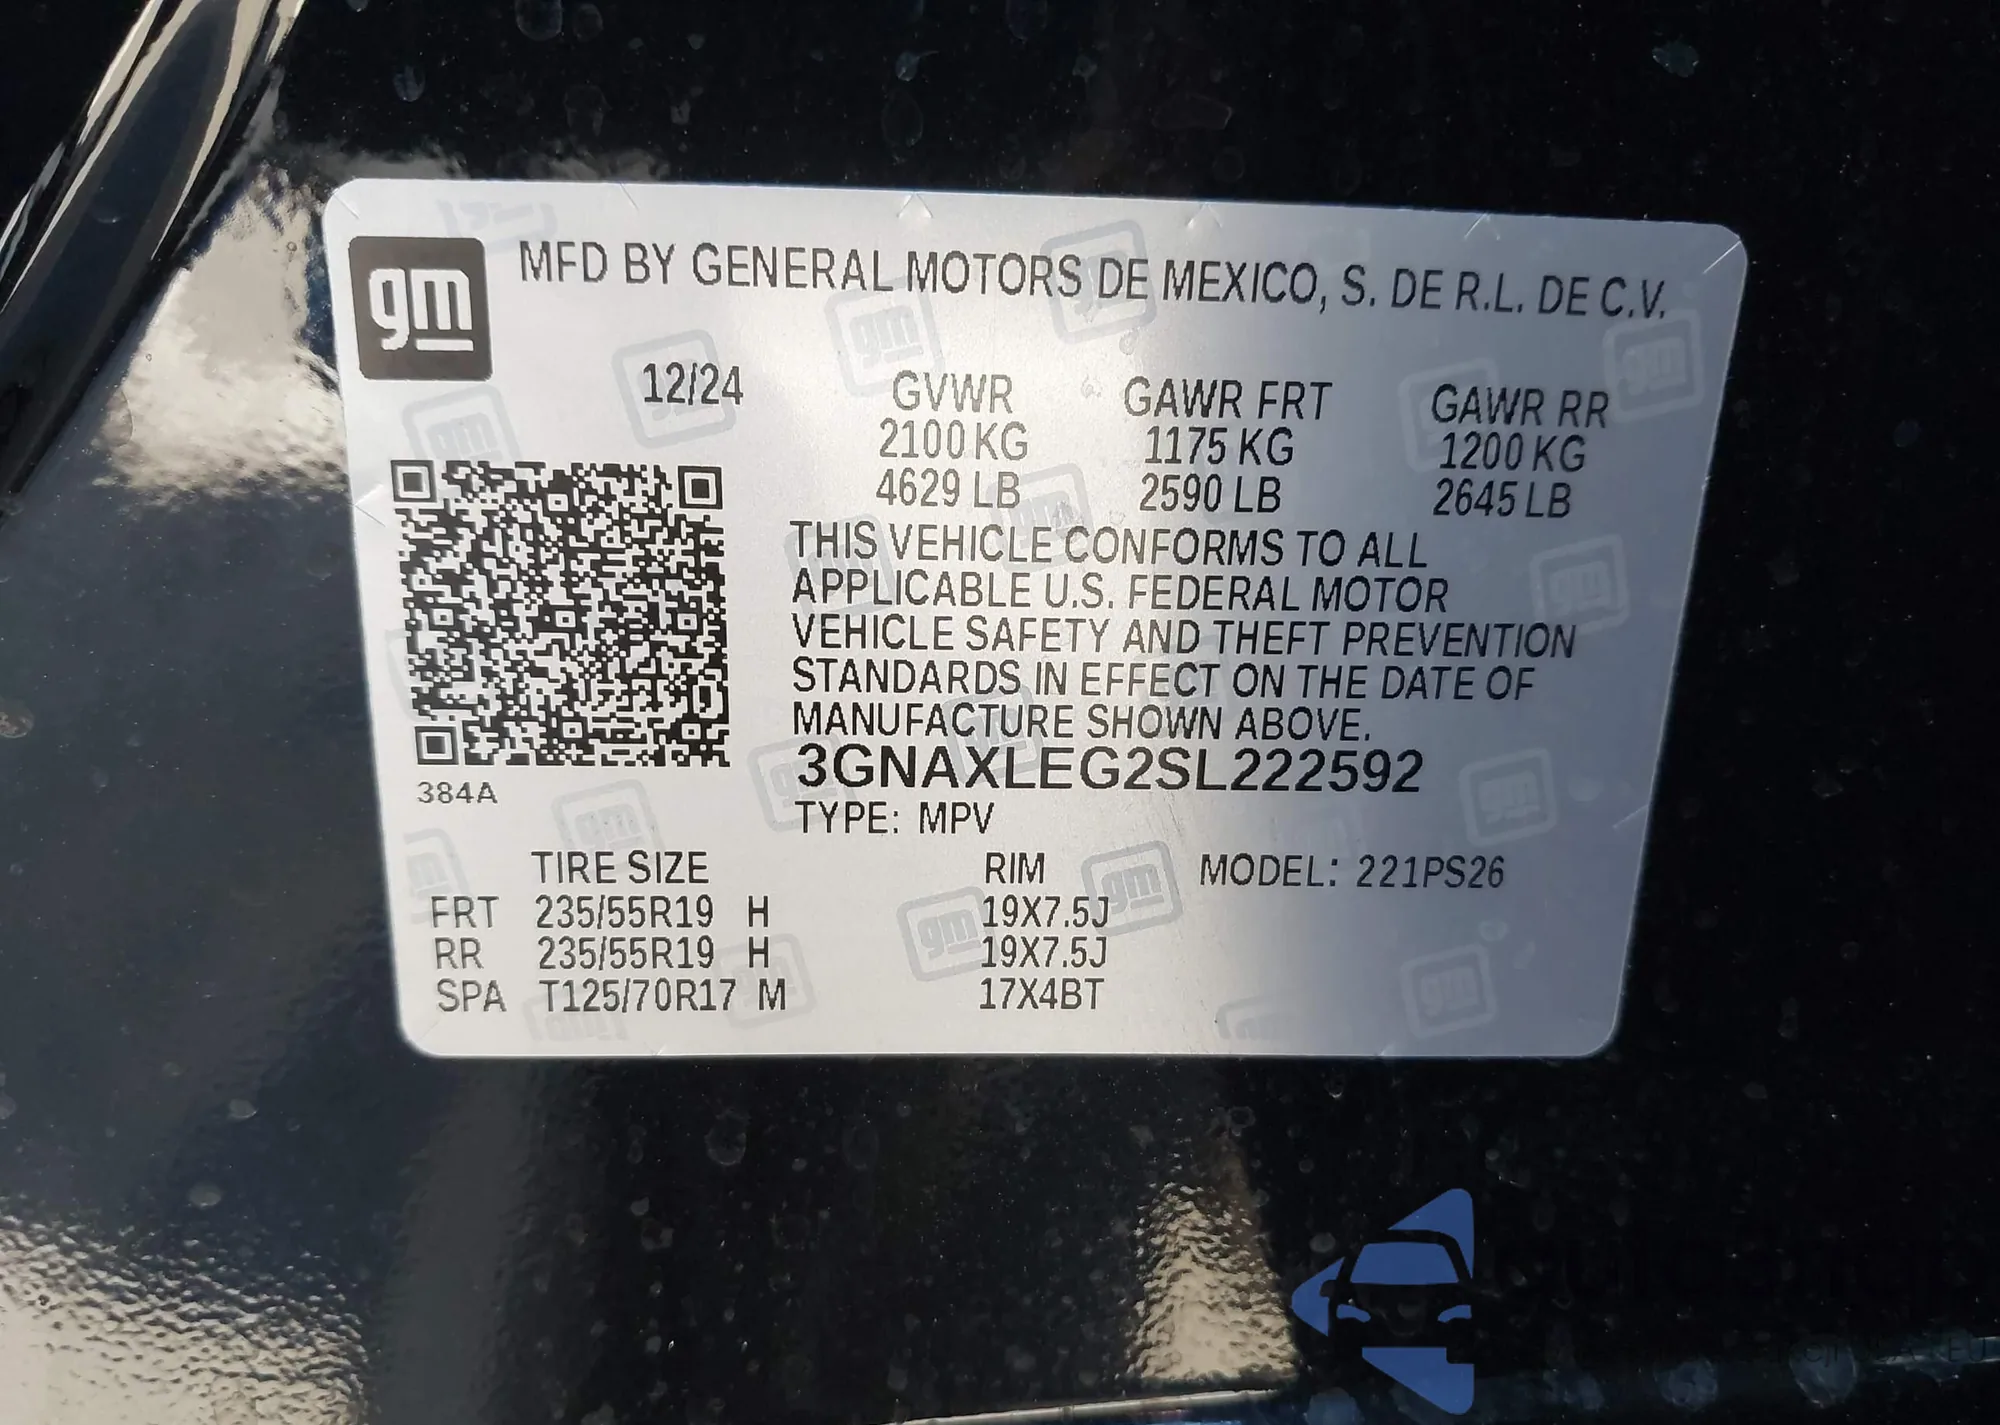 gm
MFD BY GENERAL MOTORS DE MEXICO, S. DE R.L. DE C.V.
12/24
GVWR GAWR FRT GAWR RR
2100 KG 1175 KG 1200 KG
4629 LB 2590 LB 2645 LB
THIS VEHICLE CONFORMS TO ALL
APPLICABLE U.S. FEDERAL MOTOR
VEHICLE SAFETY AND THEFT PREVENTION
STANDARDS IN EFFECT ON THE DATE OF
MANUFACTURE SHOWN ABOVE.
3GNAXLEG2SL222592
384A
TYPE: MPV
TIRE SIZE RIM MODEL: 221PS26
FRT 235/55R19 H 19X7.5J
RR 235/55R19 H 19X7.5J
SPA T125/70R17 M 17X4BT